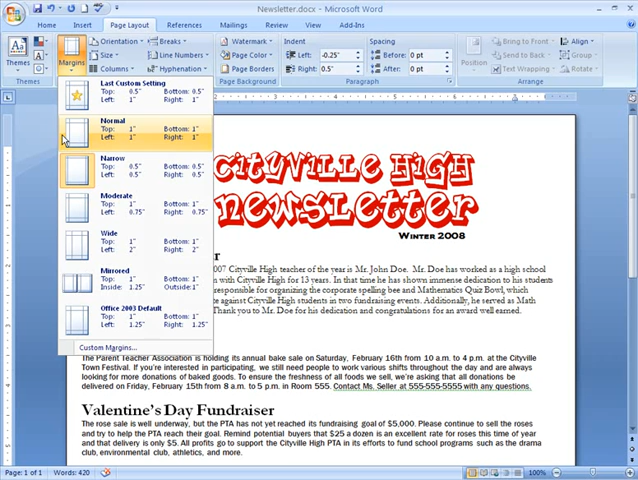 Newsletter.docx - Microsoft Word
Home Insert Page Layout References Mailings Review View Add-Ins
Themes
Margins
Orientation
Size
Columns
Breaks
Line Numbers
Hyphenation
Watermark
Page Color
Page Borders
Page Background
Indent
Left: -0.25"
Right: 0.5"
Spacing
Before: 0 pt
After: 0 pt
Paragraph
Position
Bring to Front
Send to Back
Text Wrapping
Align
Group
Rotate
Last Custom Setting
Top: 0.5" Bottom: 0.5"
Left: 1" Right: 1"
Normal
Top: 1" Bottom: 1"
Left: 1" Right: 1"
Narrow
Top: 0.5" Bottom: 0.5"
Left: 0.5" Right: 0.5"
Moderate
Top: 1" Bottom: 1"
Left: 0.75" Right: 0.75"
Wide
Top: 1" Bottom: 1"
Left: 2" Right: 2"
Mirrored
Top: 1" Bottom: 1"
Inside: 1.25" Outside: 1"
Office 2003 Default
Top: 1" Bottom: 1"
Left: 1.25" Right: 1.25"
Custom Margins...
Cityville High
Newsletter
Winter 2008
007 Cityville High teacher of the year is Mr. John Doe. Mr. Doe has worked as a high school
n with Cityville High for 13 years. In that time he has shown immense dedication to his students
responsible for organizing the corporate spelling bee and Mathematics Quiz Bowl, which
te against Cityville High students in two fundraising events. Additionally, he served as Math
Thank you to Mr. Doe for his dedication and congratulations for an award well earned.
The Parent Teacher Association is holding its annual bake sale on Saturday, February 16th from 10 a.m. to 4 p.m. at the Cityville
Town Festival. If you're interested in participating, we still need people to work various shifts throughout the day and are always
looking for more donations of baked goods. To ensure the freshness of all foods we sell, we're asking that all donations be
delivered on Friday, February 15th from 8 a.m. to 5 p.m. in Room 555. Contact Ms. Seller at 555-555-5555 with any questions.
Valentine's Day Fundraiser
The rose sale is well underway, but the PTA has not yet reached its fundraising goal of $5,000. Please continue to sell the roses
and try to help the PTA reach their goal. Remind potential buyers that $25 a dozen is an excellent rate for roses this time of year
and that delivery is only $5. All profits go to support the Cityville High PTA in its efforts to fund school programs such as the drama
club, environmental club, athletics, and more.
Page: 1 of 1 Words: 420 100%